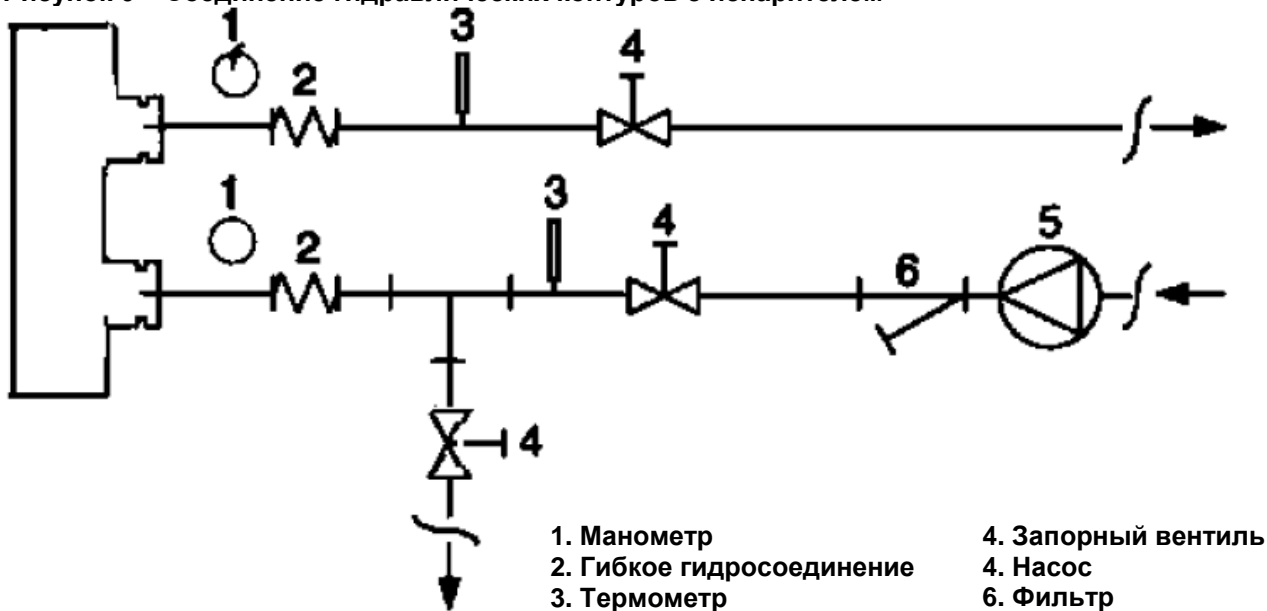 1 3 4
2
1 3 4 5
2 6
4
1. Манометр 4. Запорный вентиль
2. Гибкое гидросоединение 4. Насос
3. Термометр 6. Фильтр